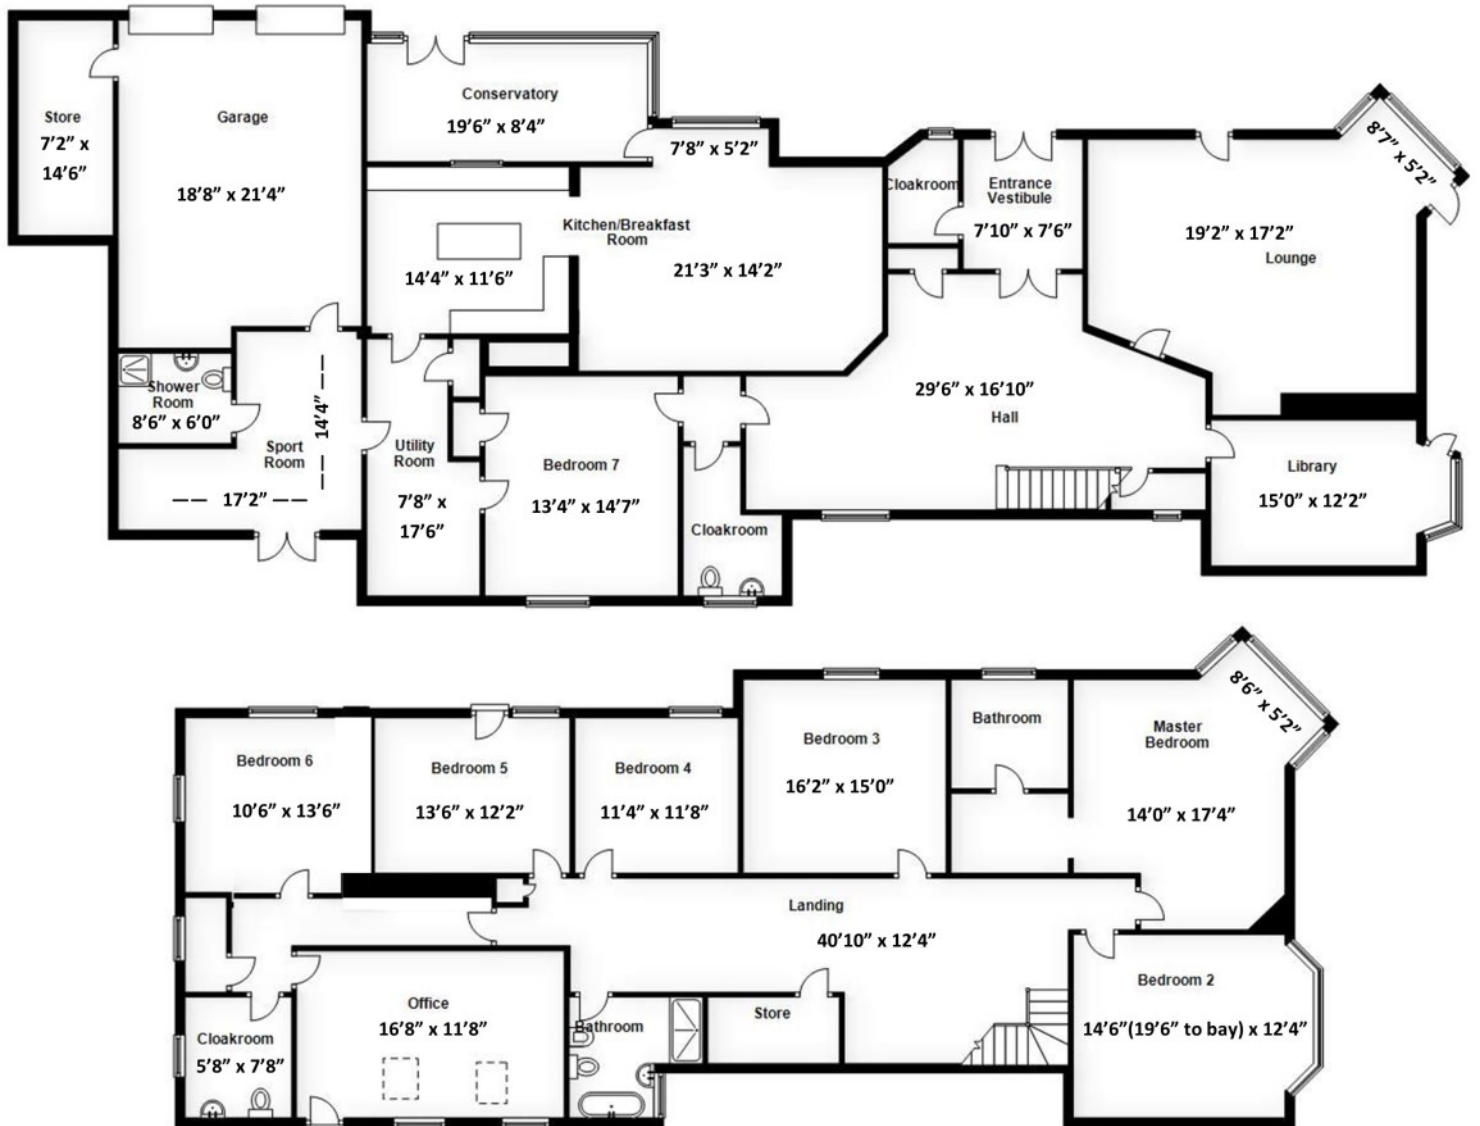 Store
7’2” x
14’6”
Garage
18’8” x 21’4”
Conservatory
19’6” x 8’4”
7’8” x 5’2”
Kitchen/Breakfast
Room
14’4” x 11’6”
21’3” x 14’2”
Cloakroom
Entrance
Vestibule
7’10” x 7’6”
19’2” x 17’2”
Lounge
8’7” x 5’2”
Shower
Room
8’6” x 6’0”
14’4”
Sport
Room
17’2”
Utility
Room
7’8” x
17’6”
Bedroom 7
13’4” x 14’7”
Cloakroom
29’6” x 16’10”
Hall
Library
15’0” x 12’2”
Bedroom 6
10’6” x 13’6”
Bedroom 5
13’6” x 12’2”
Bedroom 4
11’4” x 11’8”
Bedroom 3
16’2” x 15’0”
Bathroom
Master
Bedroom
14’0” x 17’4”
8’6” x 5’2”
Landing
40’10” x 12’4”
Bedroom 2
14’6”(19’6” to bay) x 12’4”
Cloakroom
5’8” x 7’8”
Office
16’8” x 11’8”
Bathroom
Store